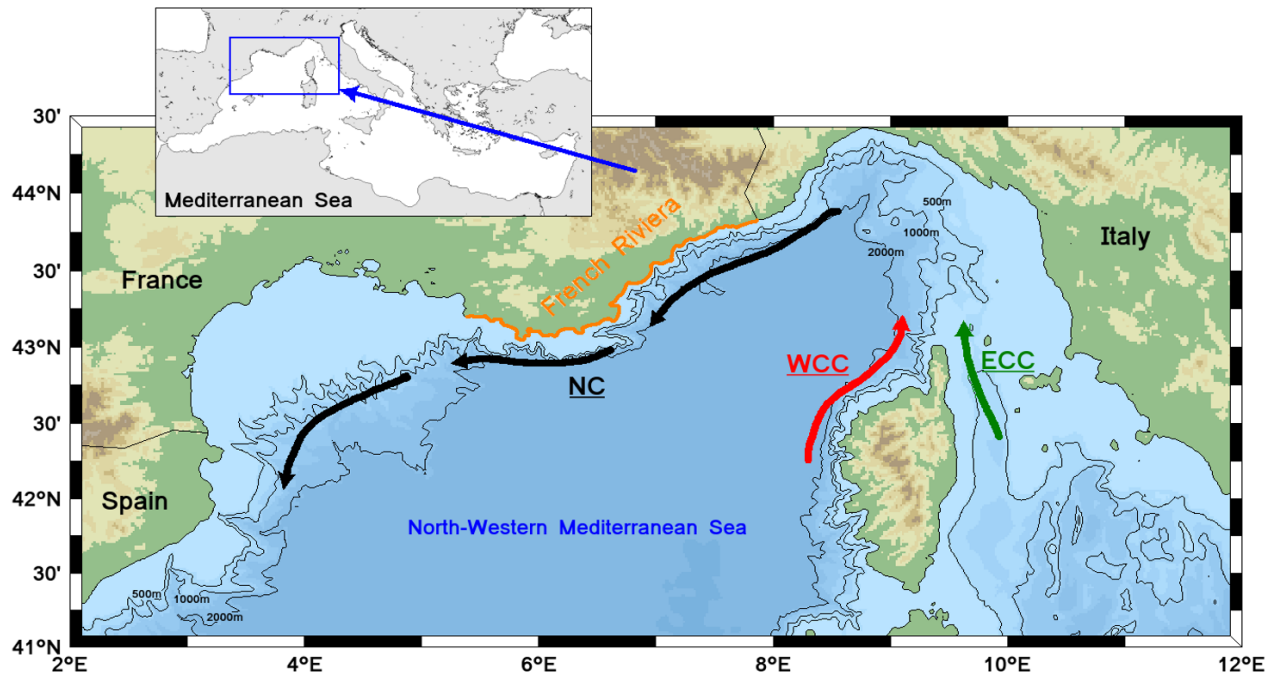 Mediterranean Sea
30'
44°N
30'
43°N
30'
42°N
30'
41°N
2°E
4°E
6°E
8°E
10°E
12°E
France
French Riviera
Italy
500m
1000m
2000m
WCC
ECC
NC
Spain
North-Western Mediterranean Sea
500m
1000m
2000m